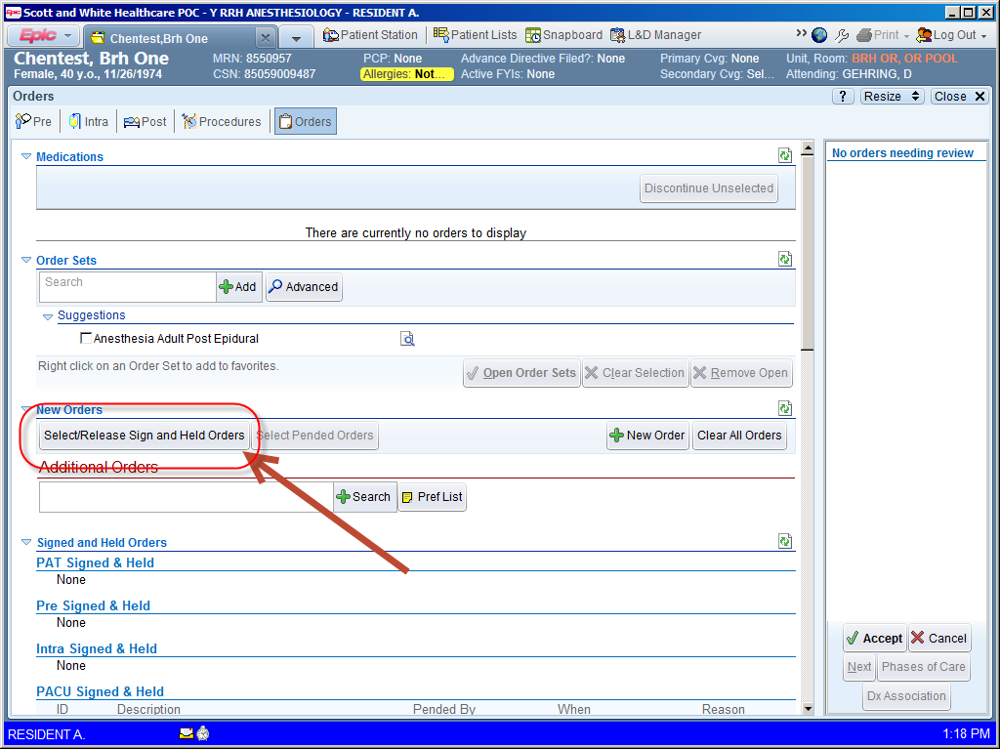 Epic Scott and White Healthcare POC - Y RRH ANESTHESIOLOGY - RESIDENT A.
Epic Chentest,Brh One Patient Station Patient Lists Snapboard L&D Manager Print Log Out
Chentest, Brh One MRN: 8550957 PCP: None Advance Directive Filed?: None Primary Cvg: None Unit, Room: BRH OR, OR POOL
Female, 40 y.o., 11/26/1974 CSN: 85059009487 Allergies: Not... Active FYIs: None Secondary Cvg: Sel... Attending: GEHRING, D
Orders ? Resize Close
Pre Intra Post Procedures Orders
Medications
No orders needing review
Discontinue Unselected
There are currently no orders to display
Order Sets
Search Add Advanced
Suggestions
Anesthesia Adult Post Epidural
Right click on an Order Set to add to favorites. Open Order Sets Clear Selection Remove Open
New Orders
Select/Release Sign and Held Orders Select Pended Orders New Order Clear All Orders
Additional Orders
Search Pref List
Signed and Held Orders
PAT Signed & Held
None
Pre Signed & Held
None
Intra Signed & Held
None
PACU Signed & Held
ID Description Pended By When Reason
Accept Cancel
Next Phases of Care
Dx Association
RESIDENT A. 1:18 PM